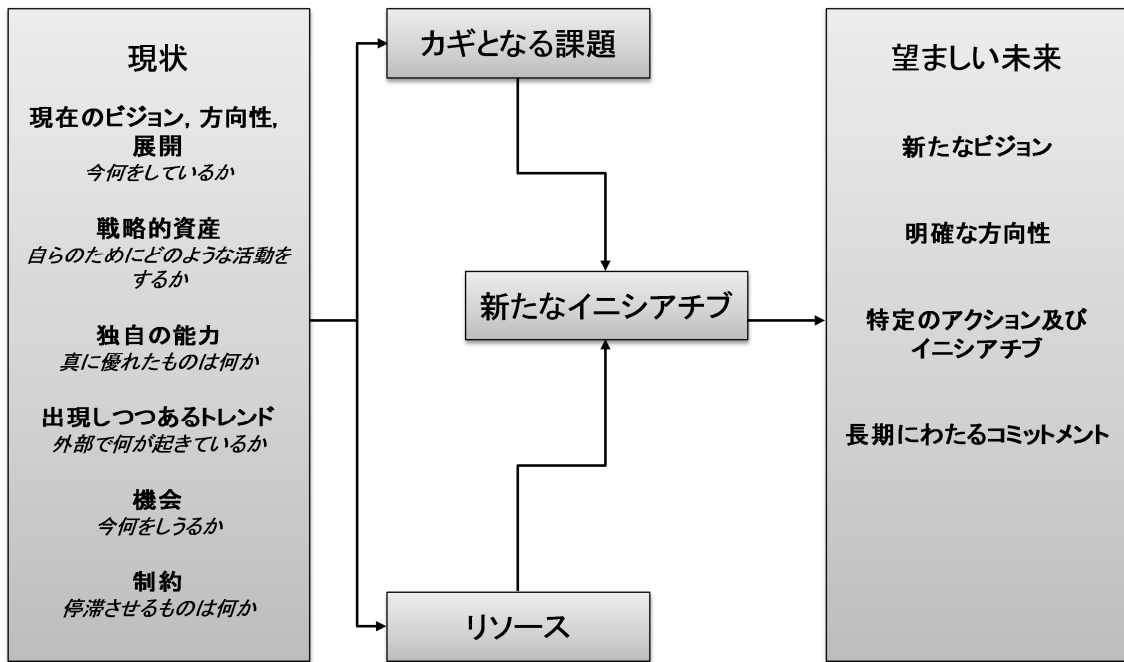 現状
現在のビジョン, 方向性,
展開
今何をしているか
戦略的資産
自らのためにどのような活動を
するか
独自の能力
真に優れたものは何か
出現しつつあるトレンド
外部で何が起きているか
機会
今何をしうるか
制約
停滞させるものは何か
カギとなる課題
新たなイニシアチブ
リソース
望ましい未来
新たなビジョン
明確な方向性
特定のアクション及び
イニシアチブ
長期にわたるコミットメント